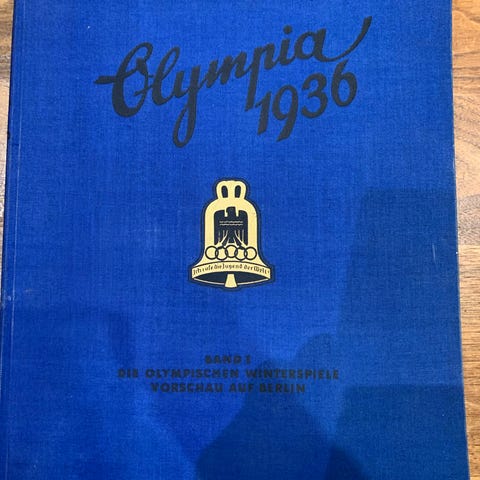 Olympia
1936
Ich rufe die Jugend der Welt!
BAND I
DIE OLYMPISCHEN WINTERSPIELE
VORSCHAU AUF BERLIN